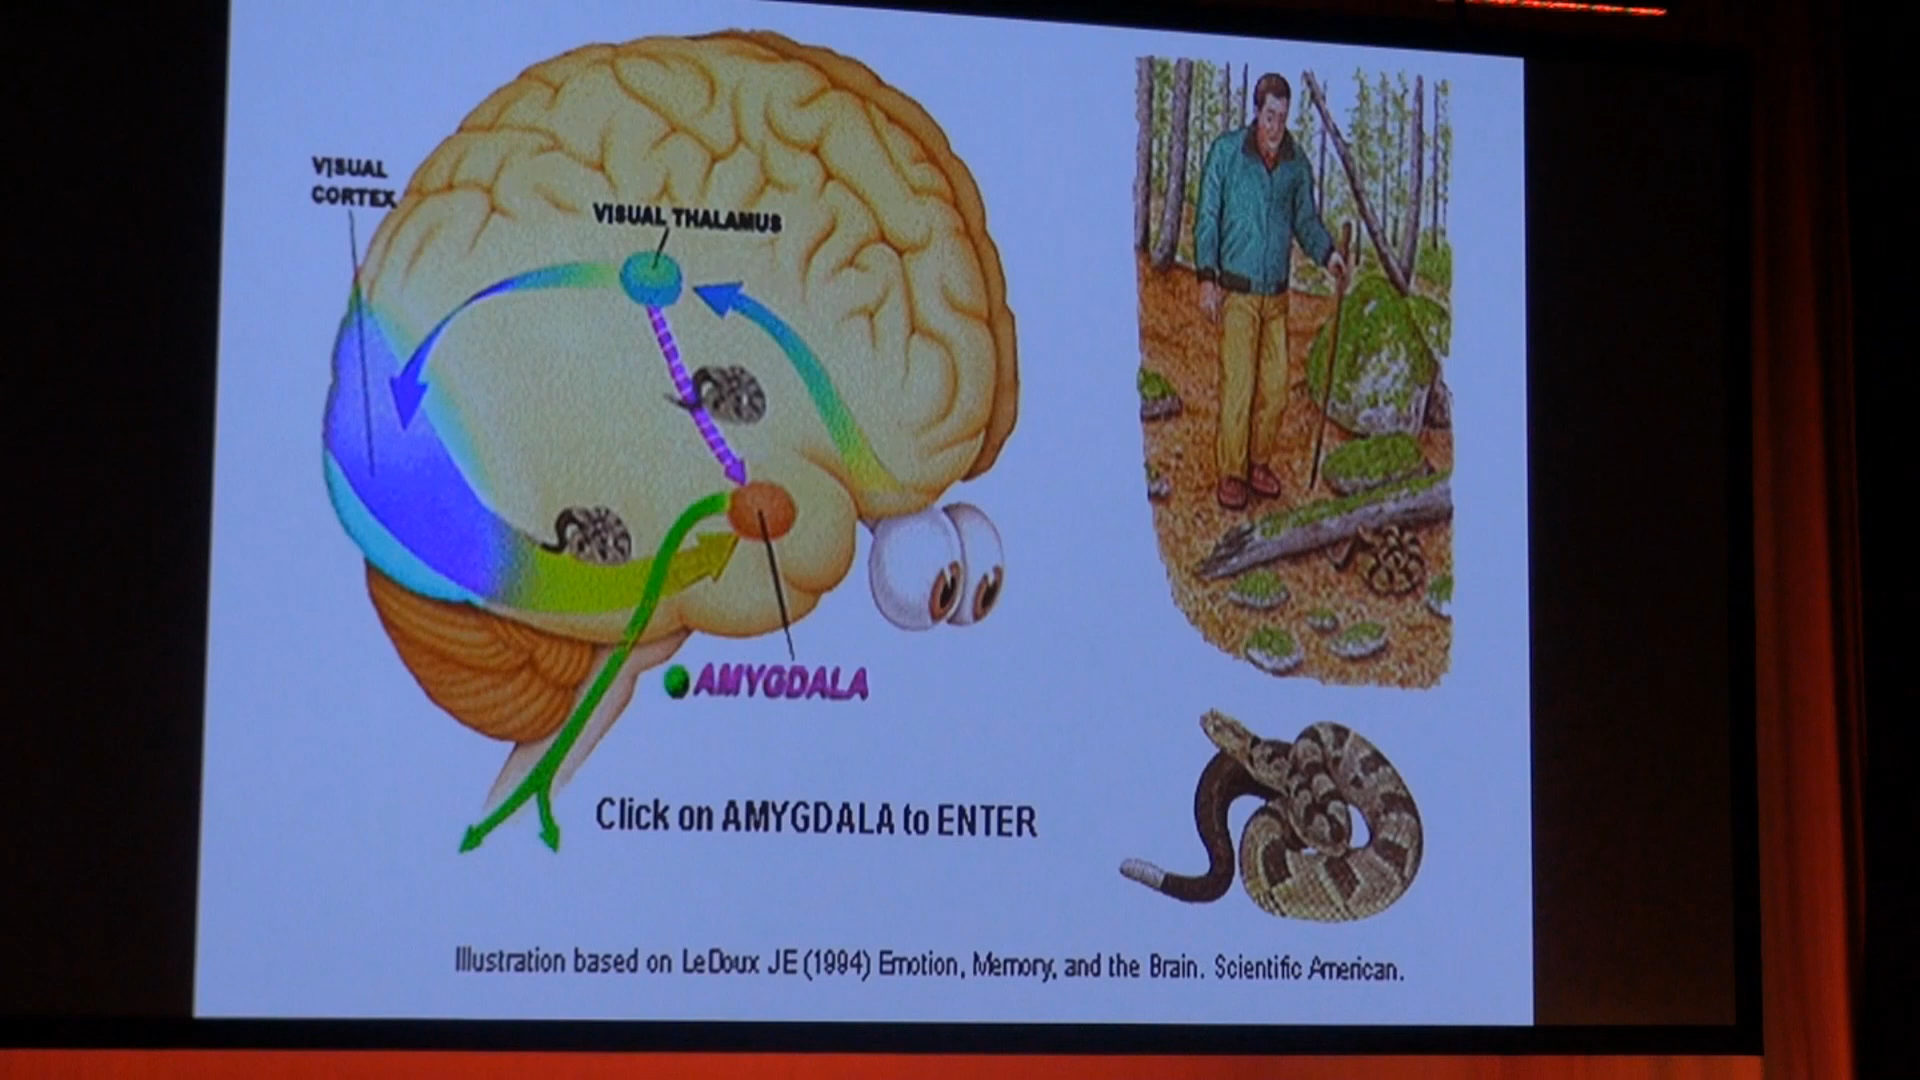 VISUAL
CORTEX
VISUAL THALAMUS
AMYGDALA
Click on AMYGDALA to ENTER
Illustration based on LeDoux JE (1994) Emotion, Memory, and the Brain. Scientific American.